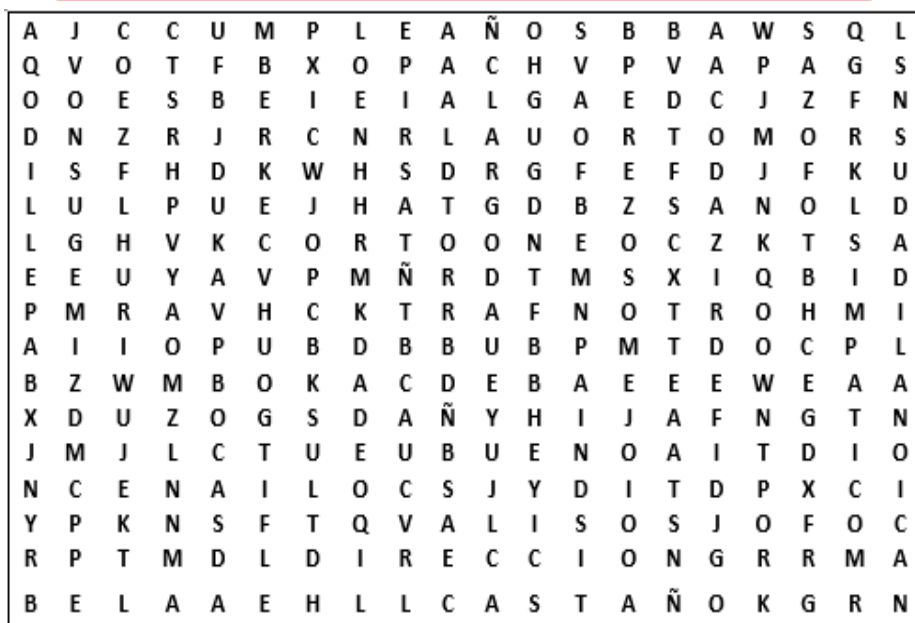 A J C C U M P L E A Ñ O S B B A W S Q L
Q V O T F B X O P A C H V P V A P A G S
O O E S B E I E I A L G A E D C J Z F N
D N Z R J R C N R L A U O R T O M O R S
I S F H D K W H S D R G F E F D J F K U
L U L P U E J H A T G D B Z S A N O L D
L G H V K C O R T O O N E O C Z K T S A
E E U Y A V P M Ñ R D T M S X I Q B I D
P M R A V H C K T R A F N O T R O H M I
A I I O P U B D B B U B P M T D O C P L
B Z W M B O K A C D E B A E E E W E A A
X D U Z O G S D A Ñ Y H I J A F N G T N
J M J L C T U E U B U E N O A I T D I O
N C E N A I L O C S J Y D I T D P X C I
Y P K N S F T Q V A L I S O S J O F O C
R P T M D L D I R E C C I O N G R R M A
B E L A A E H L L C A S T A Ñ O K G R N